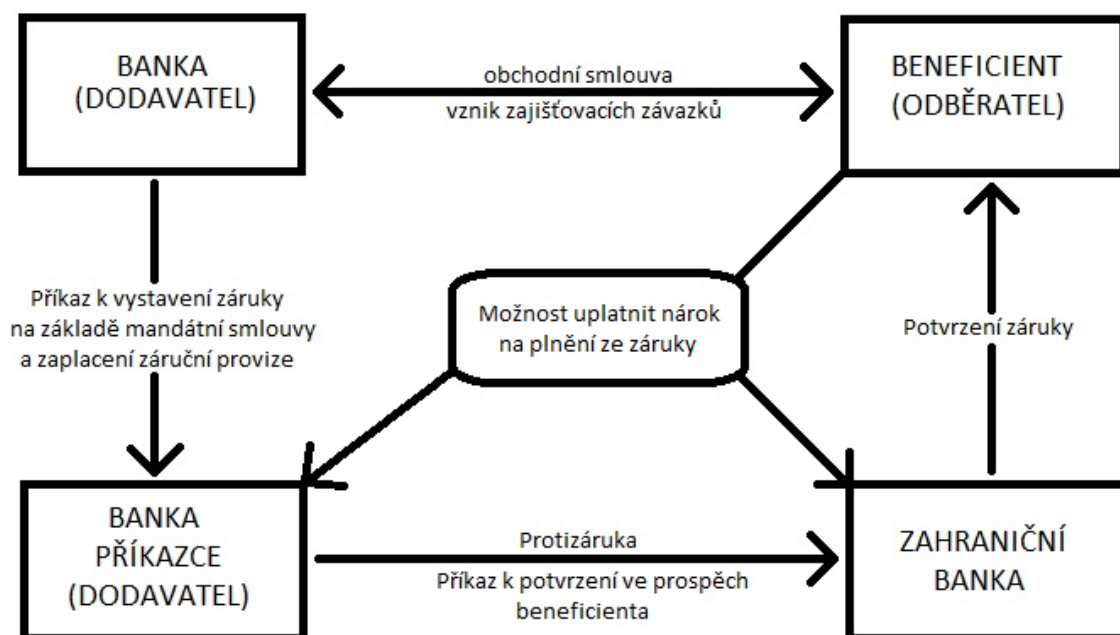 BANKA
(DODAVATEL)
obchodní smlouva
vznik zajišťovacích závazků
BENEFICIENT
(ODBĚRATEL)
Příkaz k vystavení záruky
na základě mandátní smlouvy
a zaplacení záruční provize
Možnost uplatnit nárok
na plnění ze záruky
Potvrzení záruky
BANKA
PŘÍKAZCE
(DODAVATEL)
Protizáruka
Příkaz k potvrzení ve prospěch
beneficienta
ZAHRANIČNÍ
BANKA